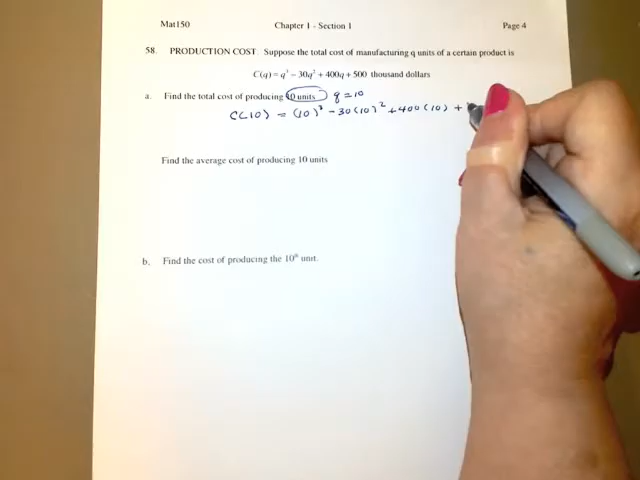 Mat150 Chapter 1 - Section 1 Page 4
58. PRODUCTION COST Suppose the total cost of manufacturing q units of a certain product is
C(q) = q³ − 30q² + 400q + 500 thousand dollars
a. Find the total cost of producing 10 units q = 10
C(10) = (10)³ − 30(10)² + 400(10) +
Find the average cost of producing 10 units
b. Find the cost of producing the 10ᵗʰ unit.